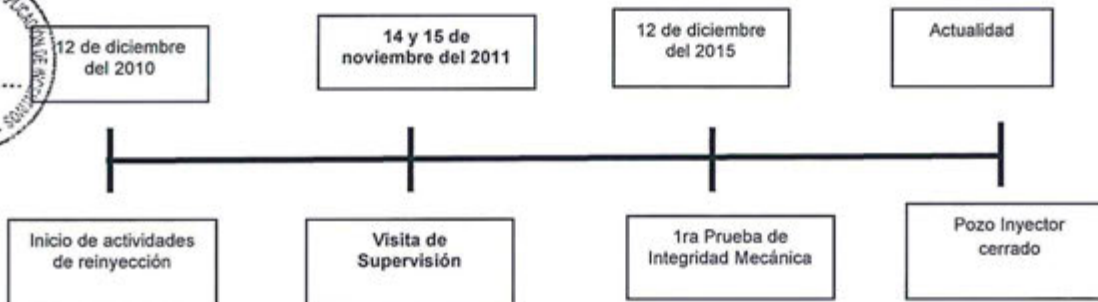 12 de diciembre
del 2010
14 y 15 de
noviembre del 2011
12 de diciembre
del 2015
Actualidad
Inicio de actividades
de reinyección
Visita de
Supervisión
1ra Prueba de
Integridad Mecánica
Pozo Inyector
cerrado